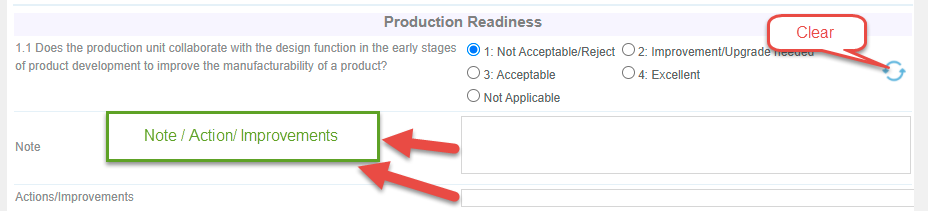 Production Readiness
Clear
1.1 Does the production unit collaborate with the design function in the early stages
of product development to improve the manufacturability of a product?
1: Not Acceptable/Reject
2: Improvement/Upgrade needed
3: Acceptable
4: Excellent
Not Applicable
Note / Action/ Improvements
Note
Actions/Improvements